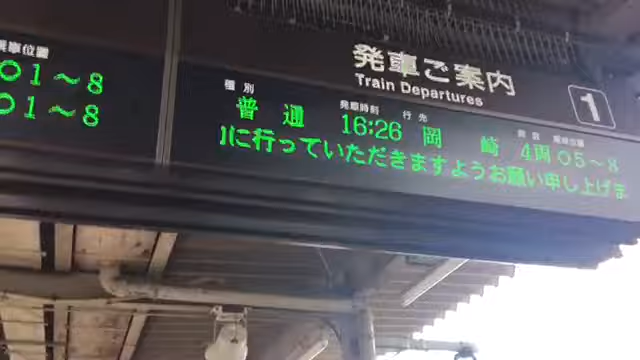 乗車位置
○1～8
○1～8
発車ご案内
Train Departures
1
種別 発車時刻 行先 両数 乗車位置
普通 16:26 岡崎 4両 ○5～8
に行っていただきますようお願い申し上げま